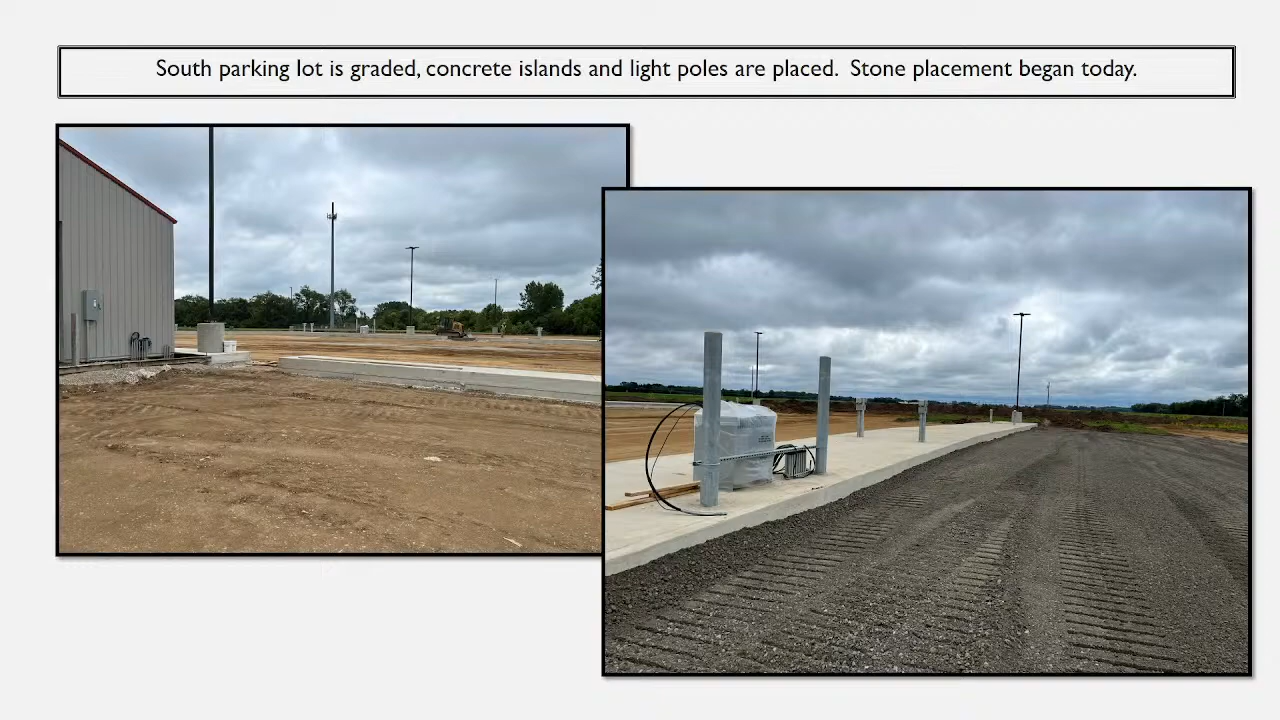 South parking lot is graded, concrete islands and light poles are placed.  Stone placement began today.